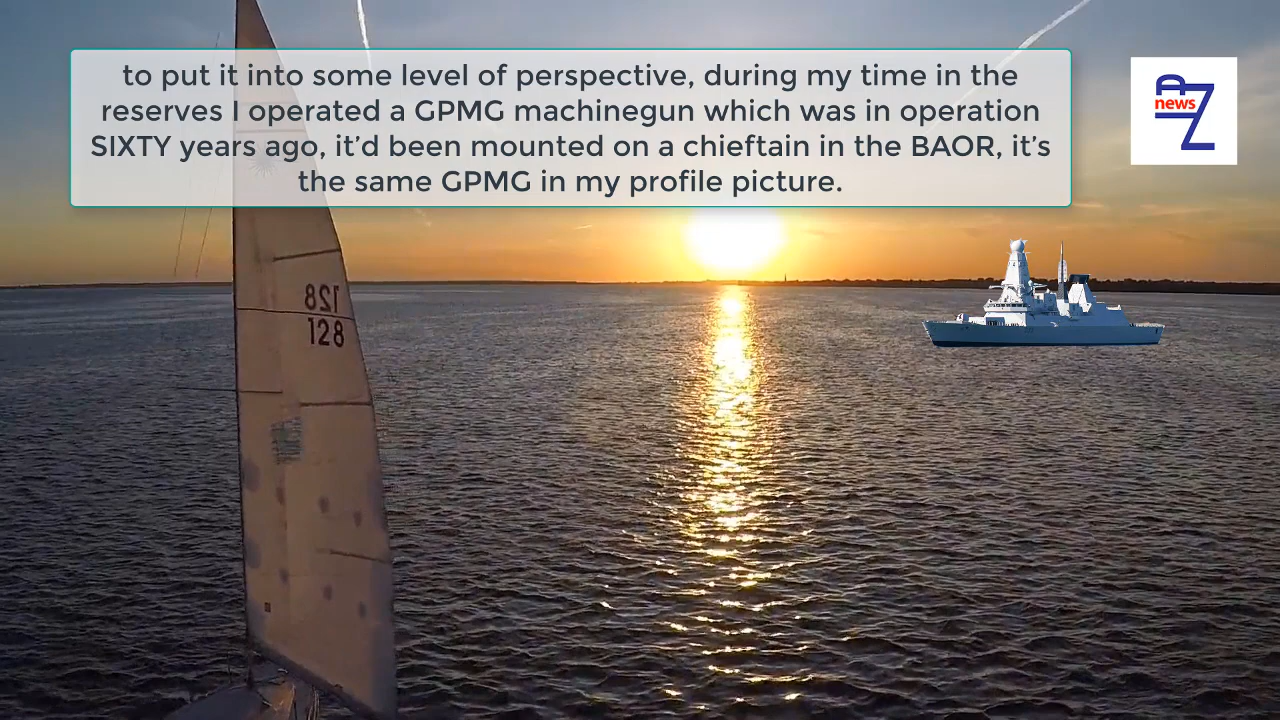 to put it into some level of perspective, during my time in the
reserves I operated a GPMG machinegun which was in operation
SIXTY years ago, it’d been mounted on a chieftain in the BAOR, it’s
the same GPMG in my profile picture.
A
news
Z
128
128